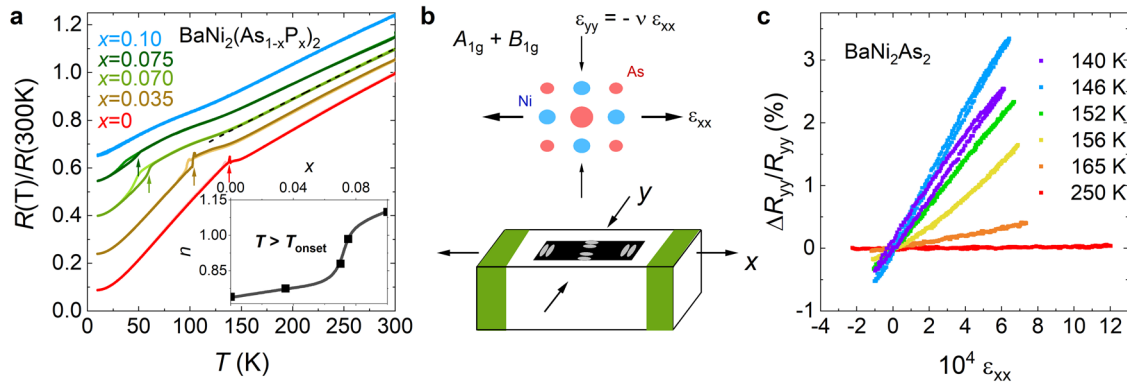 a
BaNi₂(As₁₋ₓPₓ)₂
x=0.10
x=0.075
x=0.070
x=0.035
x=0
R(T)/R(300K)
1.2
1.0
0.8
0.6
0.4
0.2
0.0
0 50 100 150 200 250 300
T (K)
x
0.00 0.04 0.08
n
1.15
1.00
0.85
T > Tonset
b
εyy = - ν εxx
A1g + B1g
As
Ni
εxx
y
x
c
BaNi₂As₂
140 K
146 K
152 K
156 K
165 K
250 K
ΔRyy/Ryy (%)
3
2
1
0
-1
-4 -2 0 2 4 6 8 10 12
10⁴ εxx